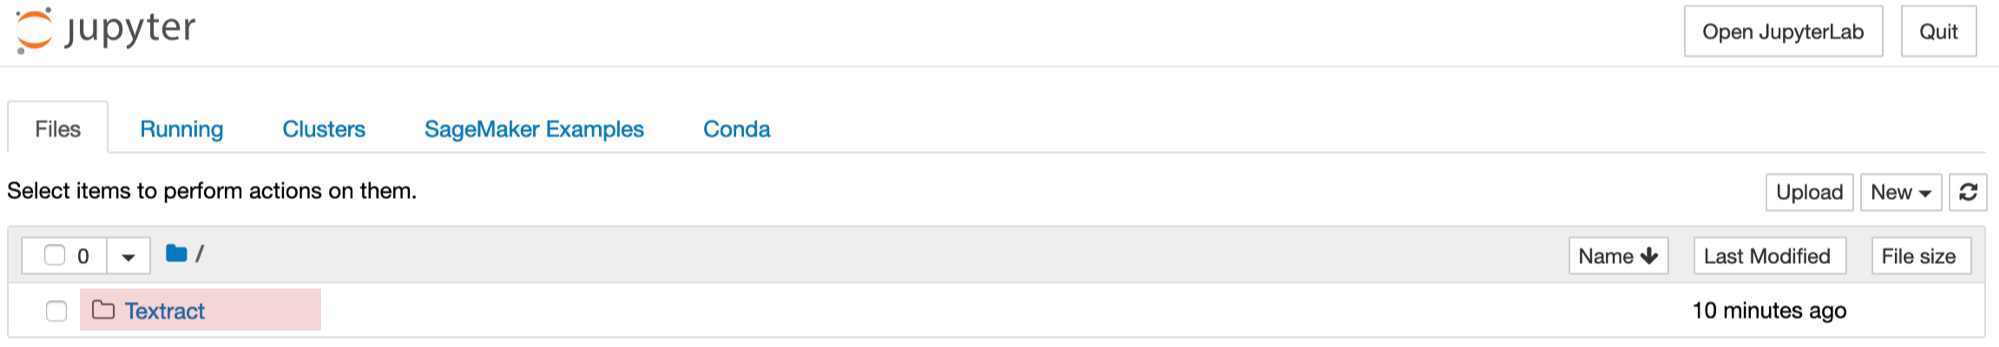 jupyter Open JupyterLab Quit
Files Running Clusters SageMaker Examples Conda
Select items to perform actions on them. Upload New
0 / Name Last Modified File size
Textract 10 minutes ago